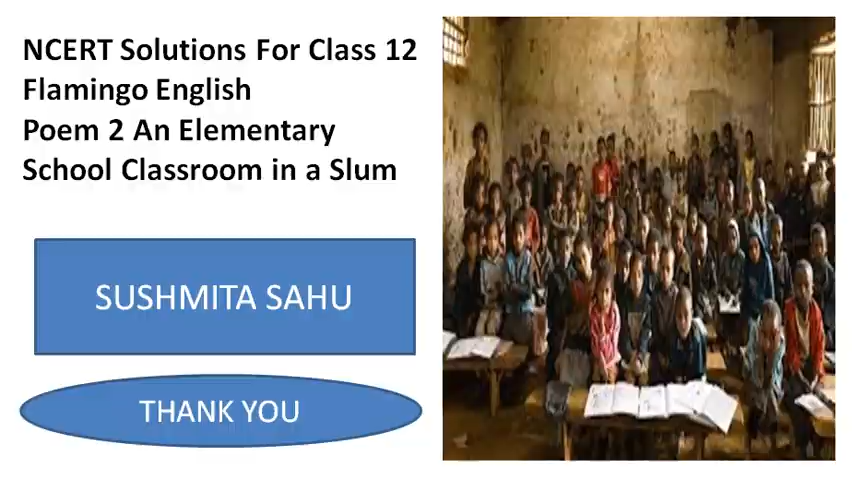 NCERT Solutions For Class 12
Flamingo English
Poem 2 An Elementary
School Classroom in a Slum
SUSHMITA SAHU
THANK YOU